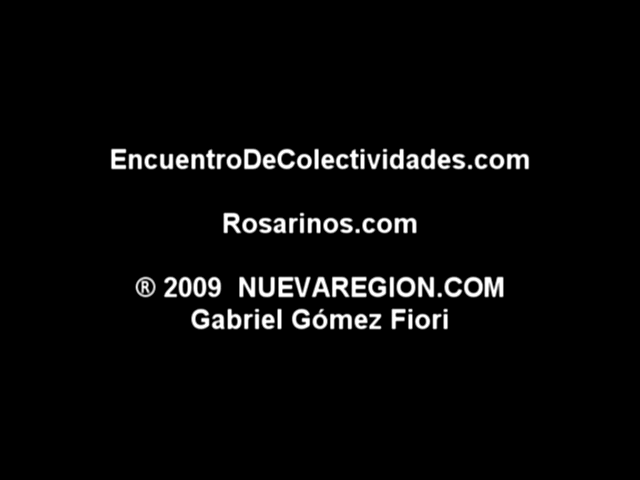 EncuentroDeColectividades.com
Rosarinos.com
® 2009  NUEVAREGION.COM
Gabriel Gómez Fiori